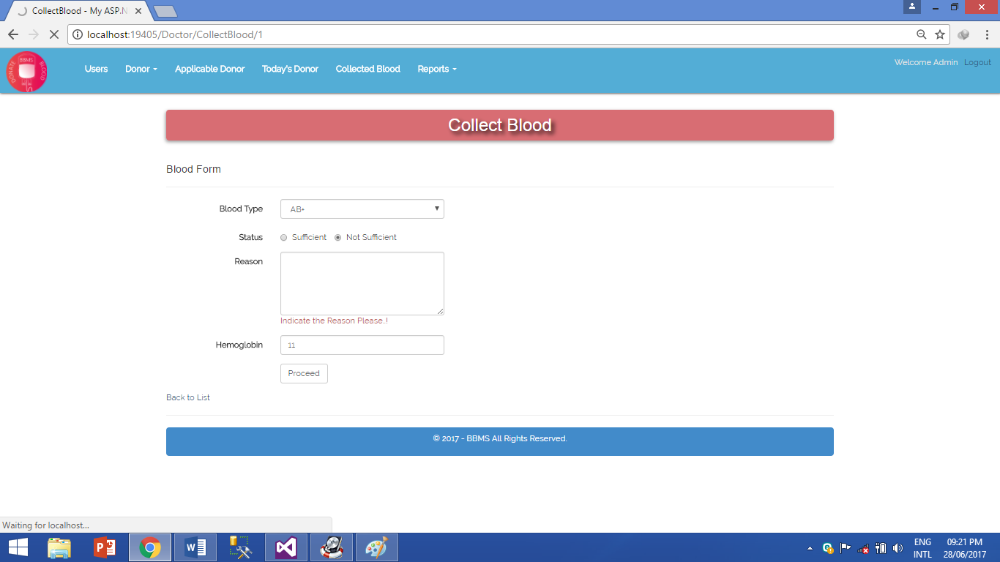 CollectBlood - My ASP.N
localhost:19405/Doctor/CollectBlood/1
BBMS
DONATE BLOOD
Users Donor Applicable Donor Today's Donor Collected Blood Reports
Welcome Admin Logout
Collect Blood
Blood Form
Blood Type AB+
Status Sufficient Not Sufficient
Reason
Indicate the Reason Please..!
Hemoglobin 11
Proceed
Back to List
© 2017 - BBMS All Rights Reserved.
Waiting for localhost...
ENG 09:21 PM
INTL 28/06/2017